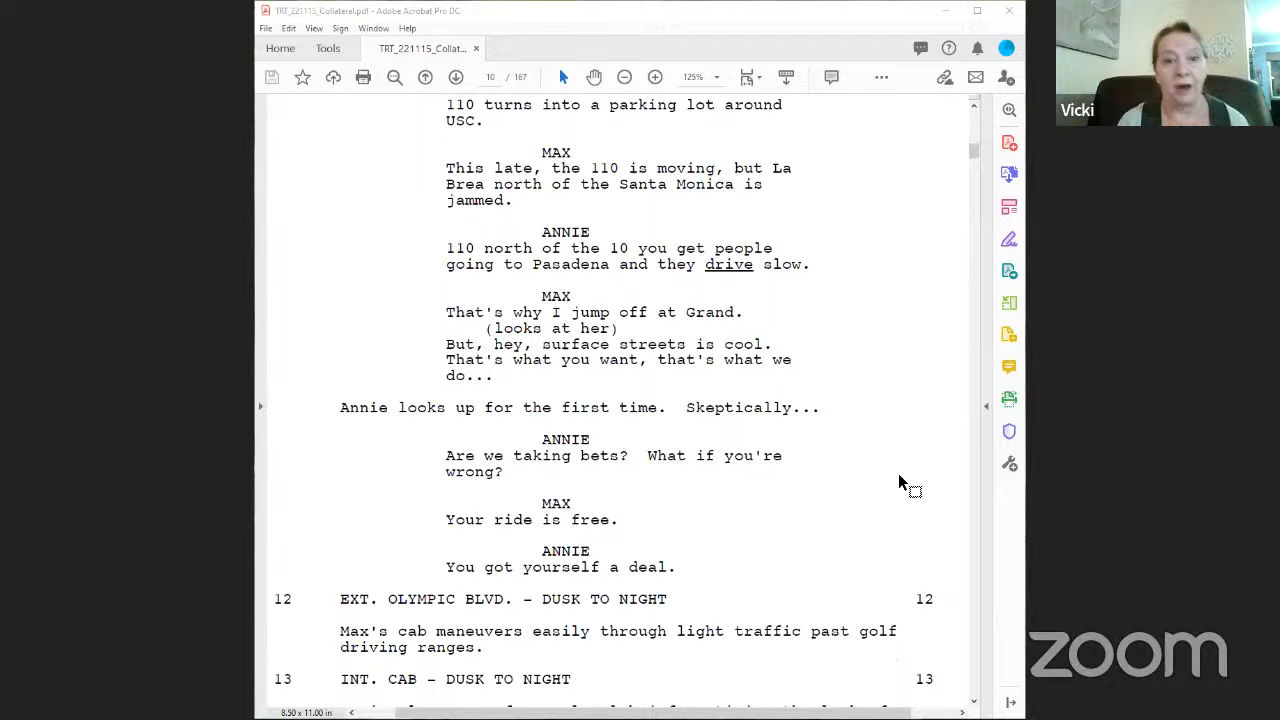 TRT_221115_Collateral.pdf - Adobe Acrobat Pro DC
File Edit View Sign Window Help
Home Tools TRT_221115_Collat... ×
10 / 167 125%
110 turns into a parking lot around
USC.
MAX
This late, the 110 is moving, but La
Brea north of the Santa Monica is
jammed.
ANNIE
110 north of the 10 you get people
going to Pasadena and they drive slow.
MAX
That's why I jump off at Grand.
(looks at her)
But, hey, surface streets is cool.
That's what you want, that's what we
do...
Annie looks up for the first time. Skeptically...
ANNIE
Are we taking bets? What if you're
wrong?
MAX
Your ride is free.
ANNIE
You got yourself a deal.
12 EXT. OLYMPIC BLVD. - DUSK TO NIGHT 12
Max's cab maneuvers easily through light traffic past golf
driving ranges.
13 INT. CAB - DUSK TO NIGHT 13
8.50 x 11.00 in
Vicki
zoom